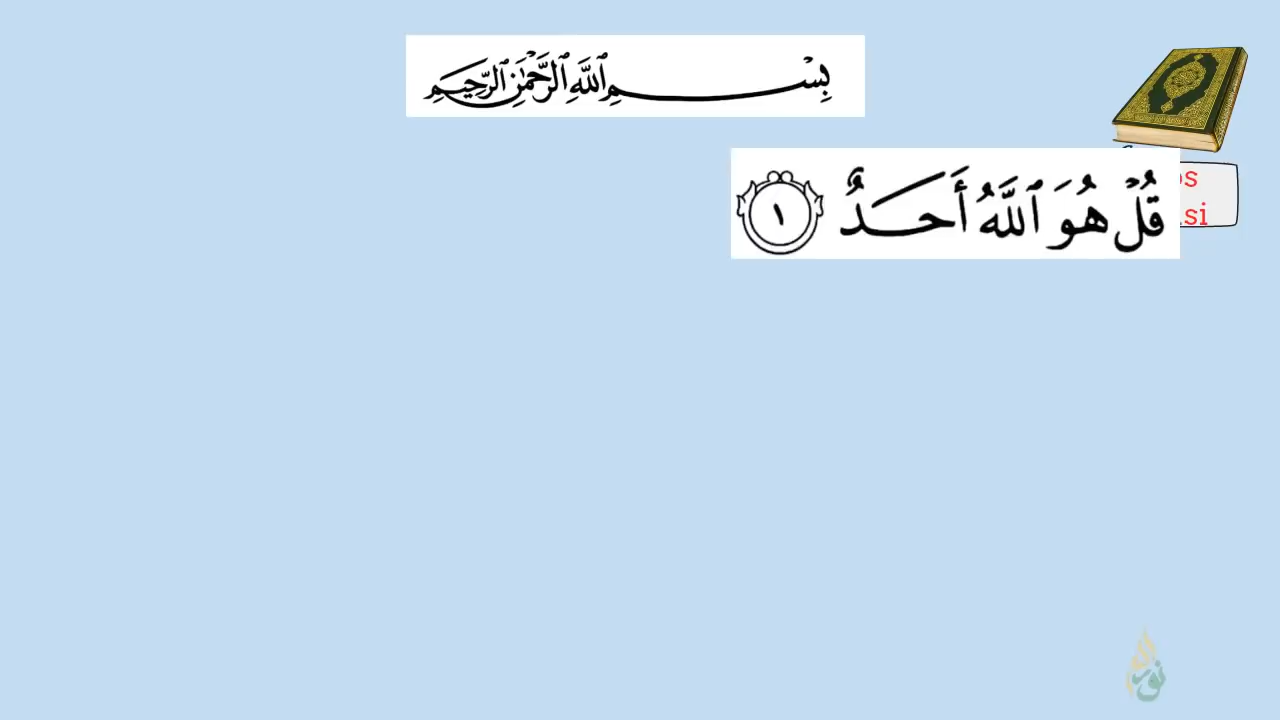 بِسْمِ ٱللَّهِ ٱلرَّحْمَٰنِ ٱلرَّحِيمِ
قُلْ هُوَ ٱللَّهُ أَحَدٌ ١